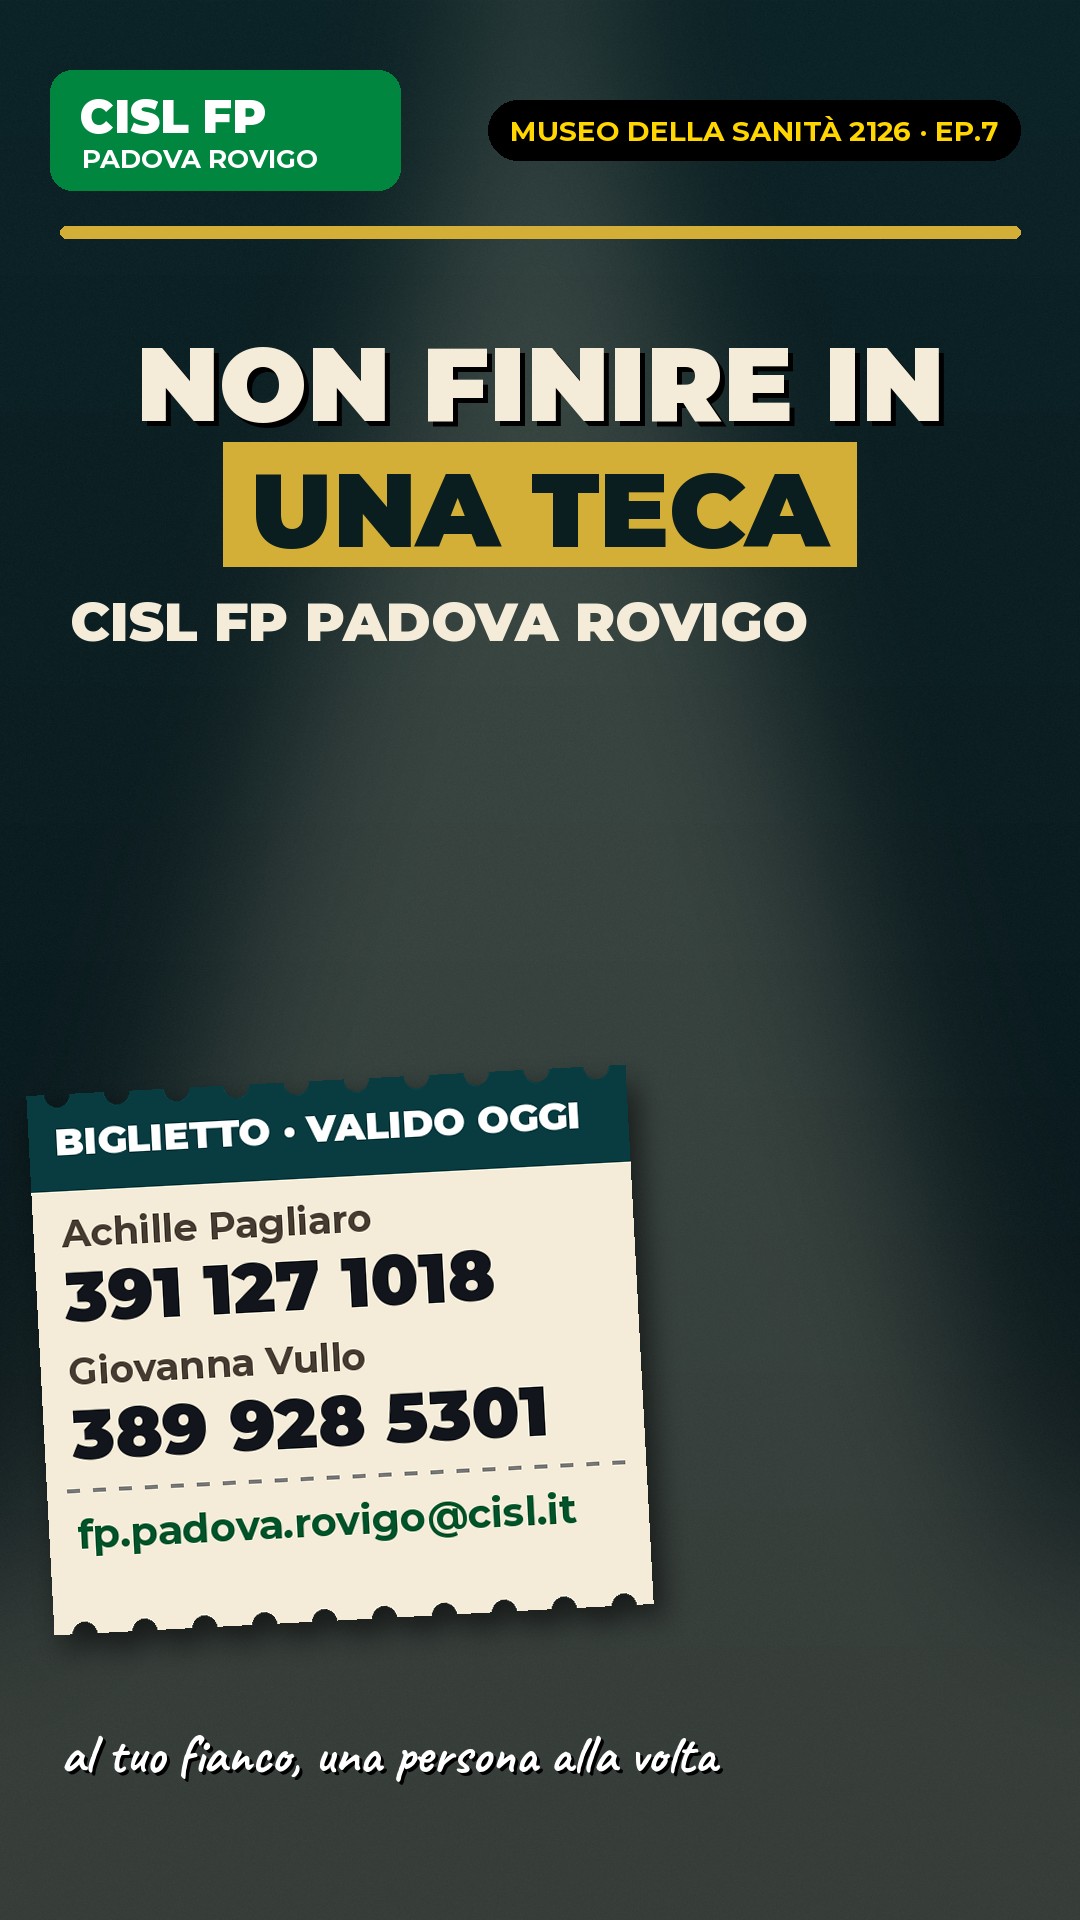 CISL FP
PADOVA ROVIGO
MUSEO DELLA SANITÀ 2126 · EP.7
NON FINIRE IN
UNA TECA
CISL FP PADOVA ROVIGO
BIGLIETTO · VALIDO OGGI
Achille Pagliaro
391 127 1018
Giovanna Vullo
389 928 5301
fp.padova.rovigo@cisl.it
al tuo fianco, una persona alla volta